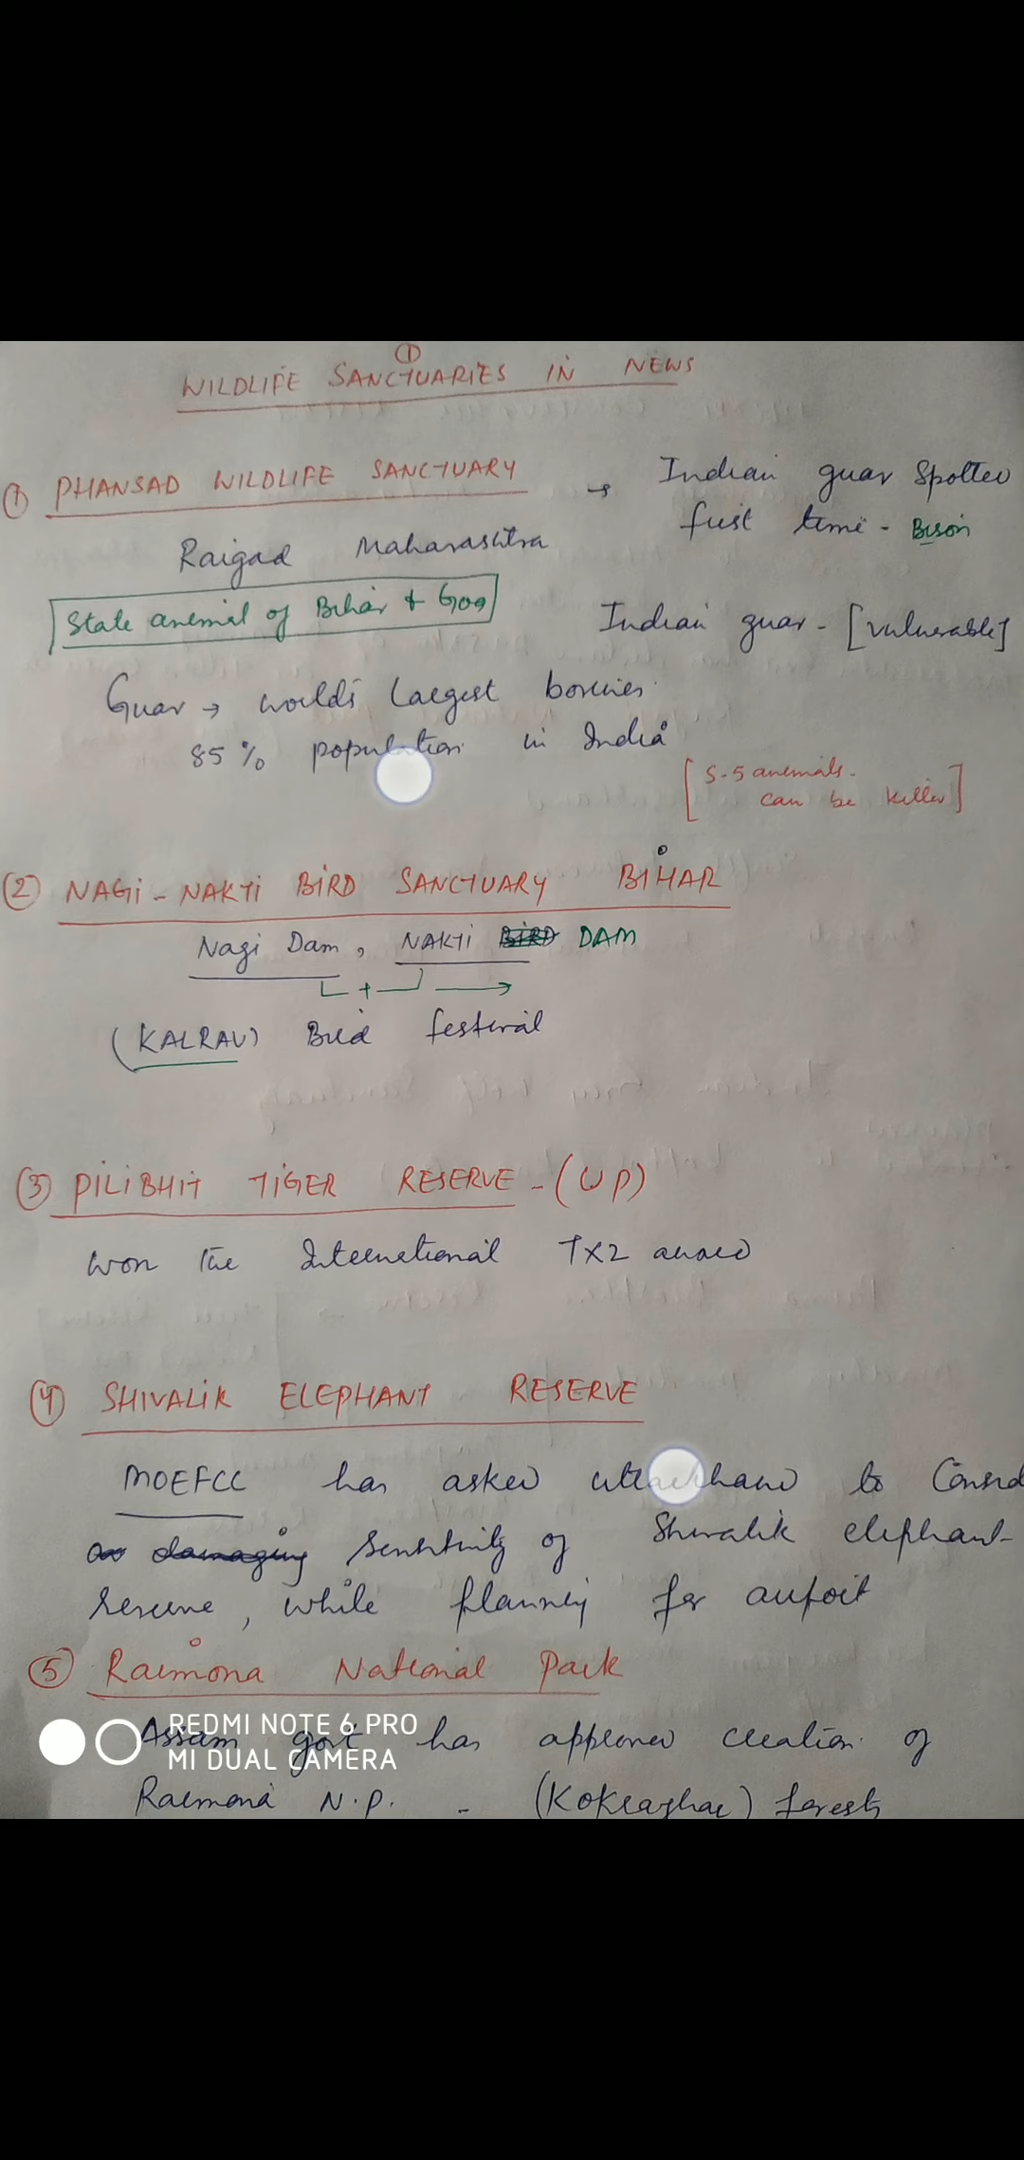 ①
WILDLIFE SANCTUARIES IN NEWS
① PHANSAD WILDLIFE SANCTUARY → Indian guar spotted
first time - Bison
Raigad Maharashtra
State animal of Bihar + Goa
Indian guar - [vulnerable]
Guar → worlds largest bovines
85% population in India
[S-5 animals.
can be killed]
② NAGI - NAKTI BIRD SANCTUARY BIHAR
Nagi Dam, NAKTI BIRD DAM
+ →
(KALRAV) Bird festival
③ PILIBHIT TIGER RESERVE - (UP)
won the International TX2 award
④ SHIVALIK ELEPHANT RESERVE
MOEFCC has asked uttarakhand to Consid
damaging sensitivity of Shivalik elephant
reserve, while planning for airport
⑤ Raimona National Park
Assam govt has approved creation of
Raimona N.P. - (Kokrajhar) forests
REDMI NOTE 6 PRO
MI DUAL CAMERA